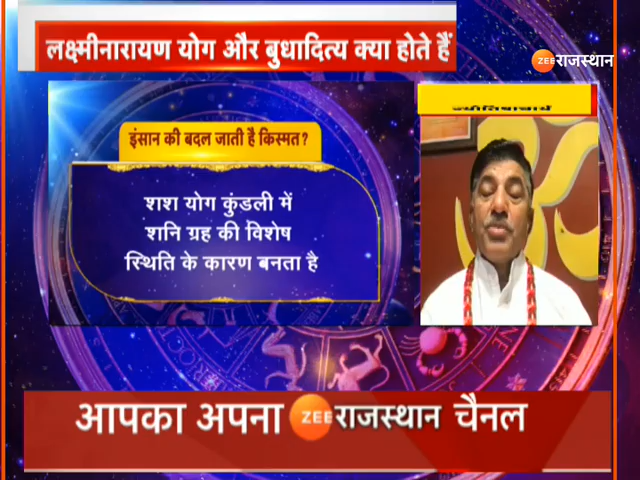 लक्ष्मीनारायण योग और बुधादित्य क्या होते हैं
ZEE राजस्थान
इंसान की बदल जाती है किस्मत?
शश योग कुंडली में
शनि ग्रह की विशेष
स्थिति के कारण बनता है
आपका अपना ZEE राजस्थान चैनल